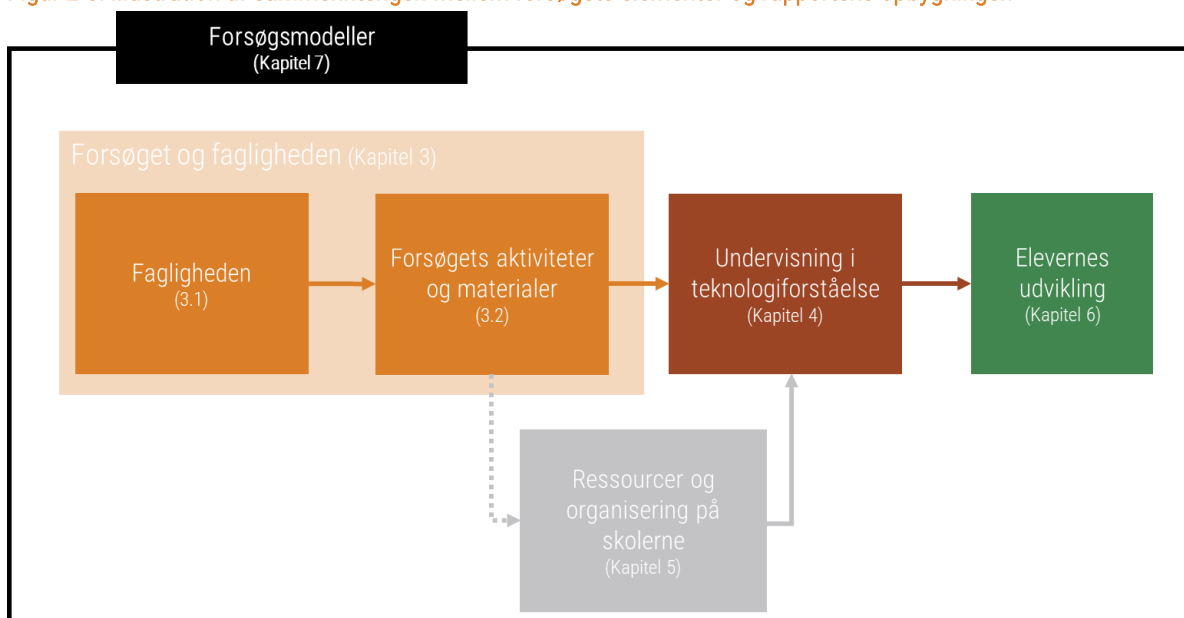 Forsøgsmodeller
(Kapitel 7)
Forsøget og fagligheden (Kapitel 3)
Fagligheden
(3.1)
Forsøgets aktiviteter
og materialer
(3.2)
Undervisning i
teknologiforståelse
(Kapitel 4)
Elevernes
udvikling
(Kapitel 6)
Ressourcer og
organisering på
skolerne
(Kapitel 5)